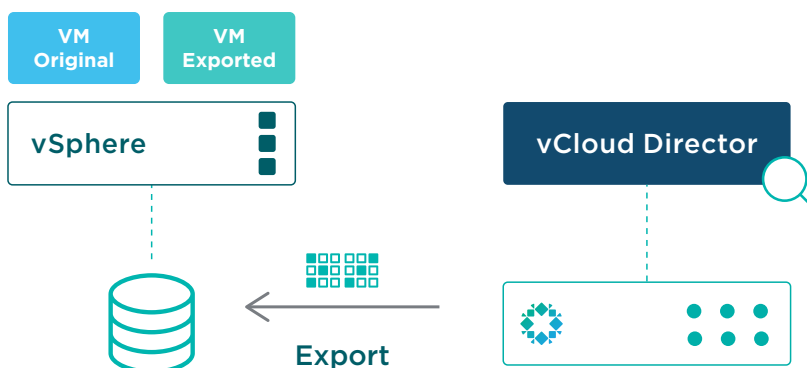 VM
Original
VM
Exported
vSphere
vCloud Director
Export